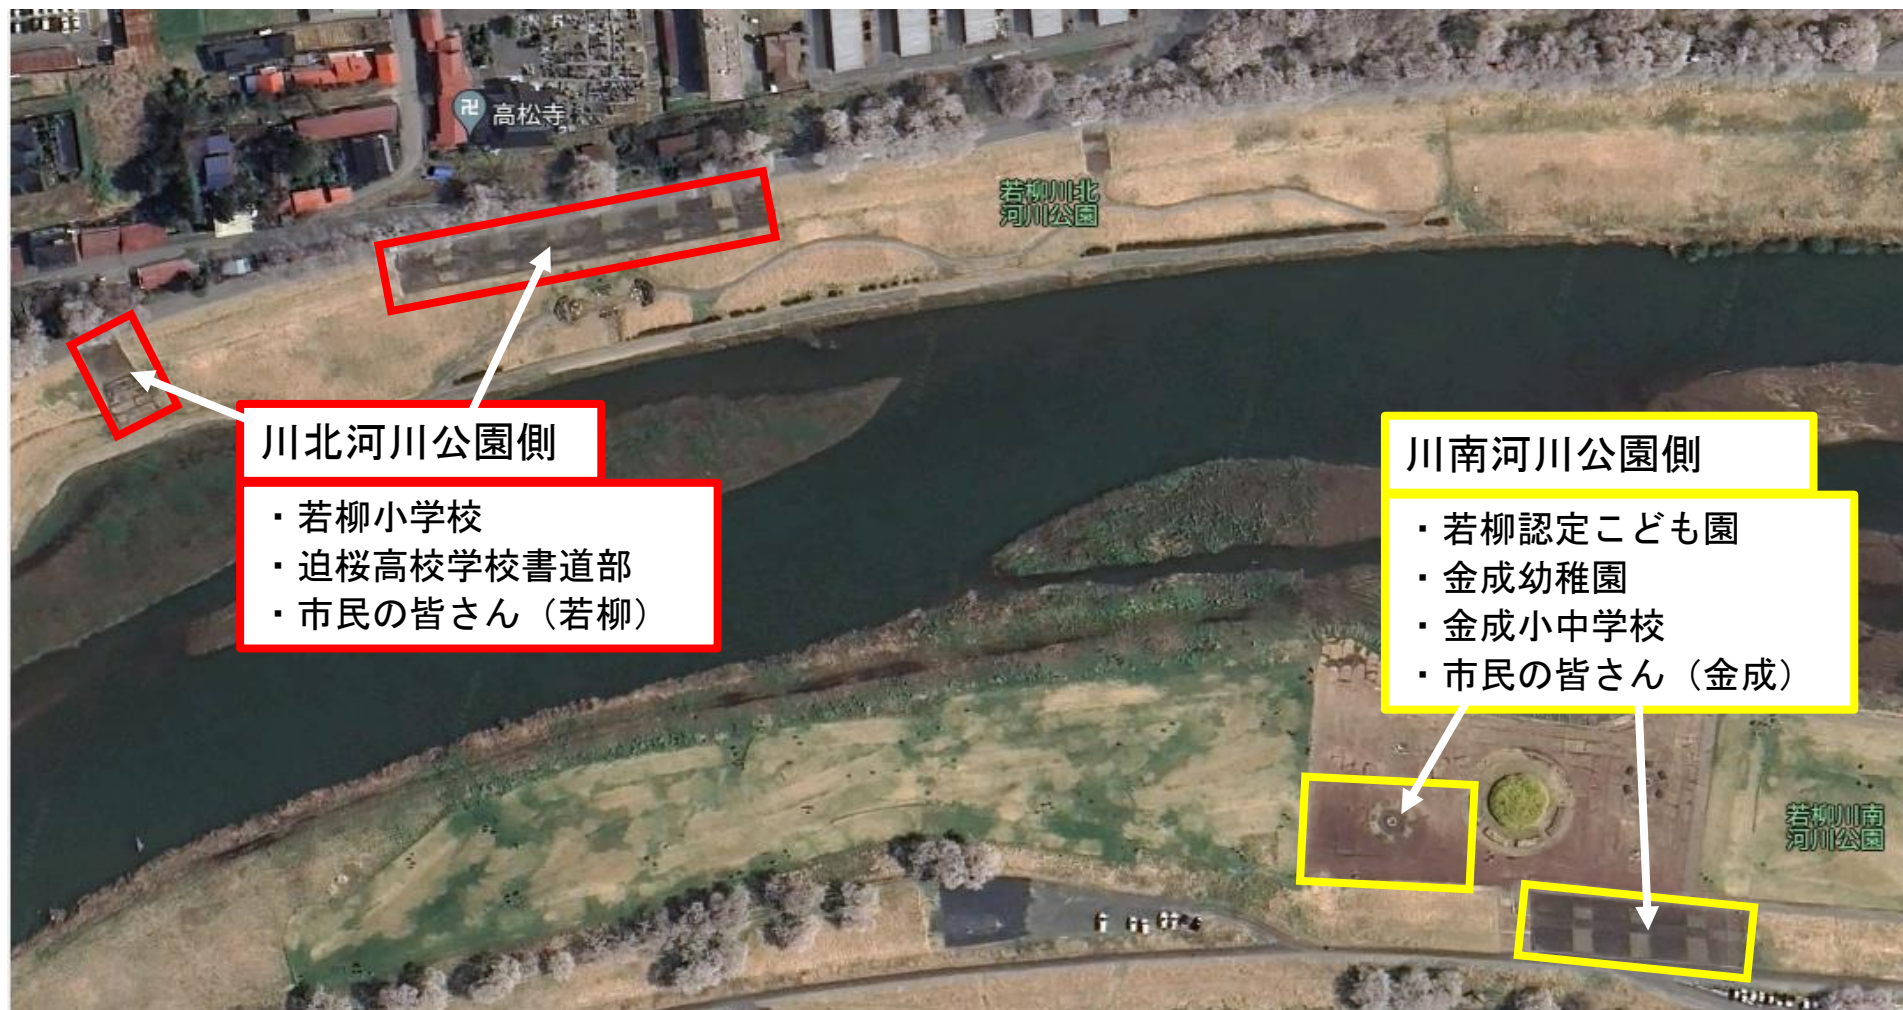 卍 高松寺
若柳川北
河川公園
川北河川公園側
・若柳小学校
・迫桜高校学校書道部
・市民の皆さん（若柳）
川南河川公園側
・若柳認定こども園
・金成幼稚園
・金成小中学校
・市民の皆さん（金成）
若柳川南
河川公園